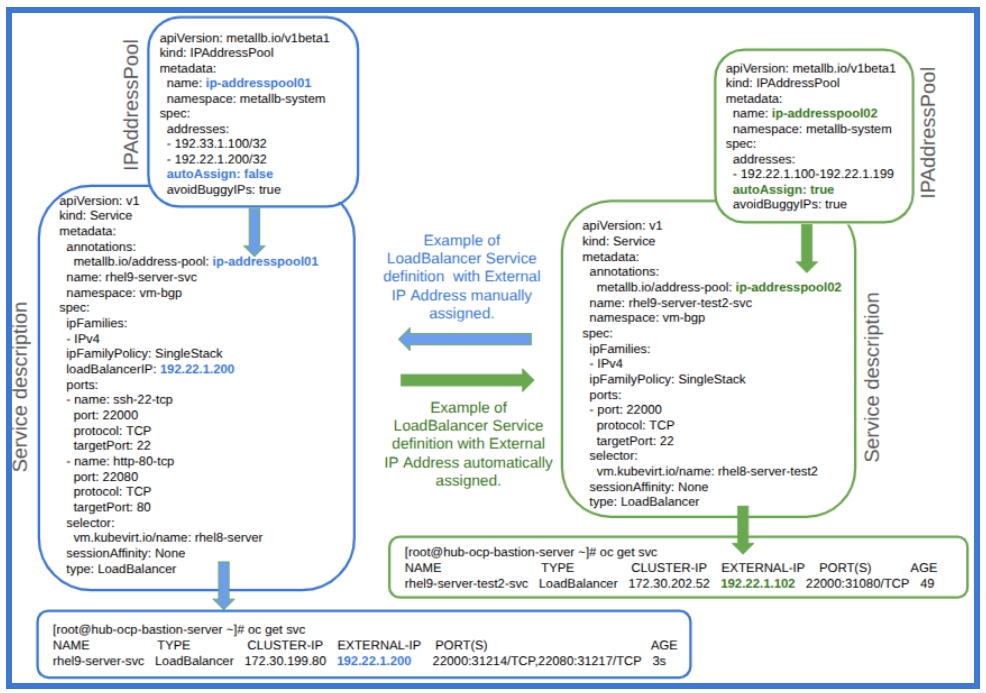 IPAddressPool
apiVersion: metallb.io/v1beta1
kind: IPAddressPool
metadata:
name: ip-addresspool01
namespace: metallb-system
spec:
addresses:
- 192.33.1.100/32
- 192.22.1.200/32
autoAssign: false
avoidBuggyIPs: true
Service description
apiVersion: v1
kind: Service
metadata:
annotations:
metallb.io/address-pool: ip-addresspool01
name: rhel9-server-svc
namespace: vm-bgp
spec:
ipFamilies:
- IPv4
ipFamilyPolicy: SingleStack
loadBalancerIP: 192.22.1.200
ports:
- name: ssh-22-tcp
port: 22000
protocol: TCP
targetPort: 22
- name: http-80-tcp
port: 22080
protocol: TCP
targetPort: 80
selector:
vm.kubevirt.io/name: rhel8-server
sessionAffinity: None
type: LoadBalancer
[root@hub-ocp-bastion-server ~]# oc get svc
NAME TYPE CLUSTER-IP EXTERNAL-IP PORT(S) AGE
rhel9-server-svc LoadBalancer 172.30.199.80 192.22.1.200 22000:31214/TCP,22080:31217/TCP 3s
Example of
LoadBalancer Service
definition with External
IP Address manually
assigned.
Example of
LoadBalancer Service
definition with External
IP Address automatically
assigned.
apiVersion: metallb.io/v1beta1
kind: IPAddressPool
metadata:
name: ip-addresspool02
namespace: metallb-system
spec:
addresses:
- 192.22.1.100-192.22.1.199
autoAssign: true
avoidBuggyIPs: true
IPAddressPool
apiVersion: v1
kind: Service
metadata:
annotations:
metallb.io/address-pool: ip-addresspool02
name: rhel9-server-test2-svc
namespace: vm-bgp
spec:
ipFamilies:
- IPv4
ipFamilyPolicy: SingleStack
ports:
- port: 22000
protocol: TCP
targetPort: 22
selector:
vm.kubevirt.io/name: rhel8-server-test2
sessionAffinity: None
type: LoadBalancer
Service description
[root@hub-ocp-bastion-server ~]# oc get svc
NAME TYPE CLUSTER-IP EXTERNAL-IP PORT(S) AGE
rhel9-server-test2-svc LoadBalancer 172.30.202.52 192.22.1.102 22000:31080/TCP 49